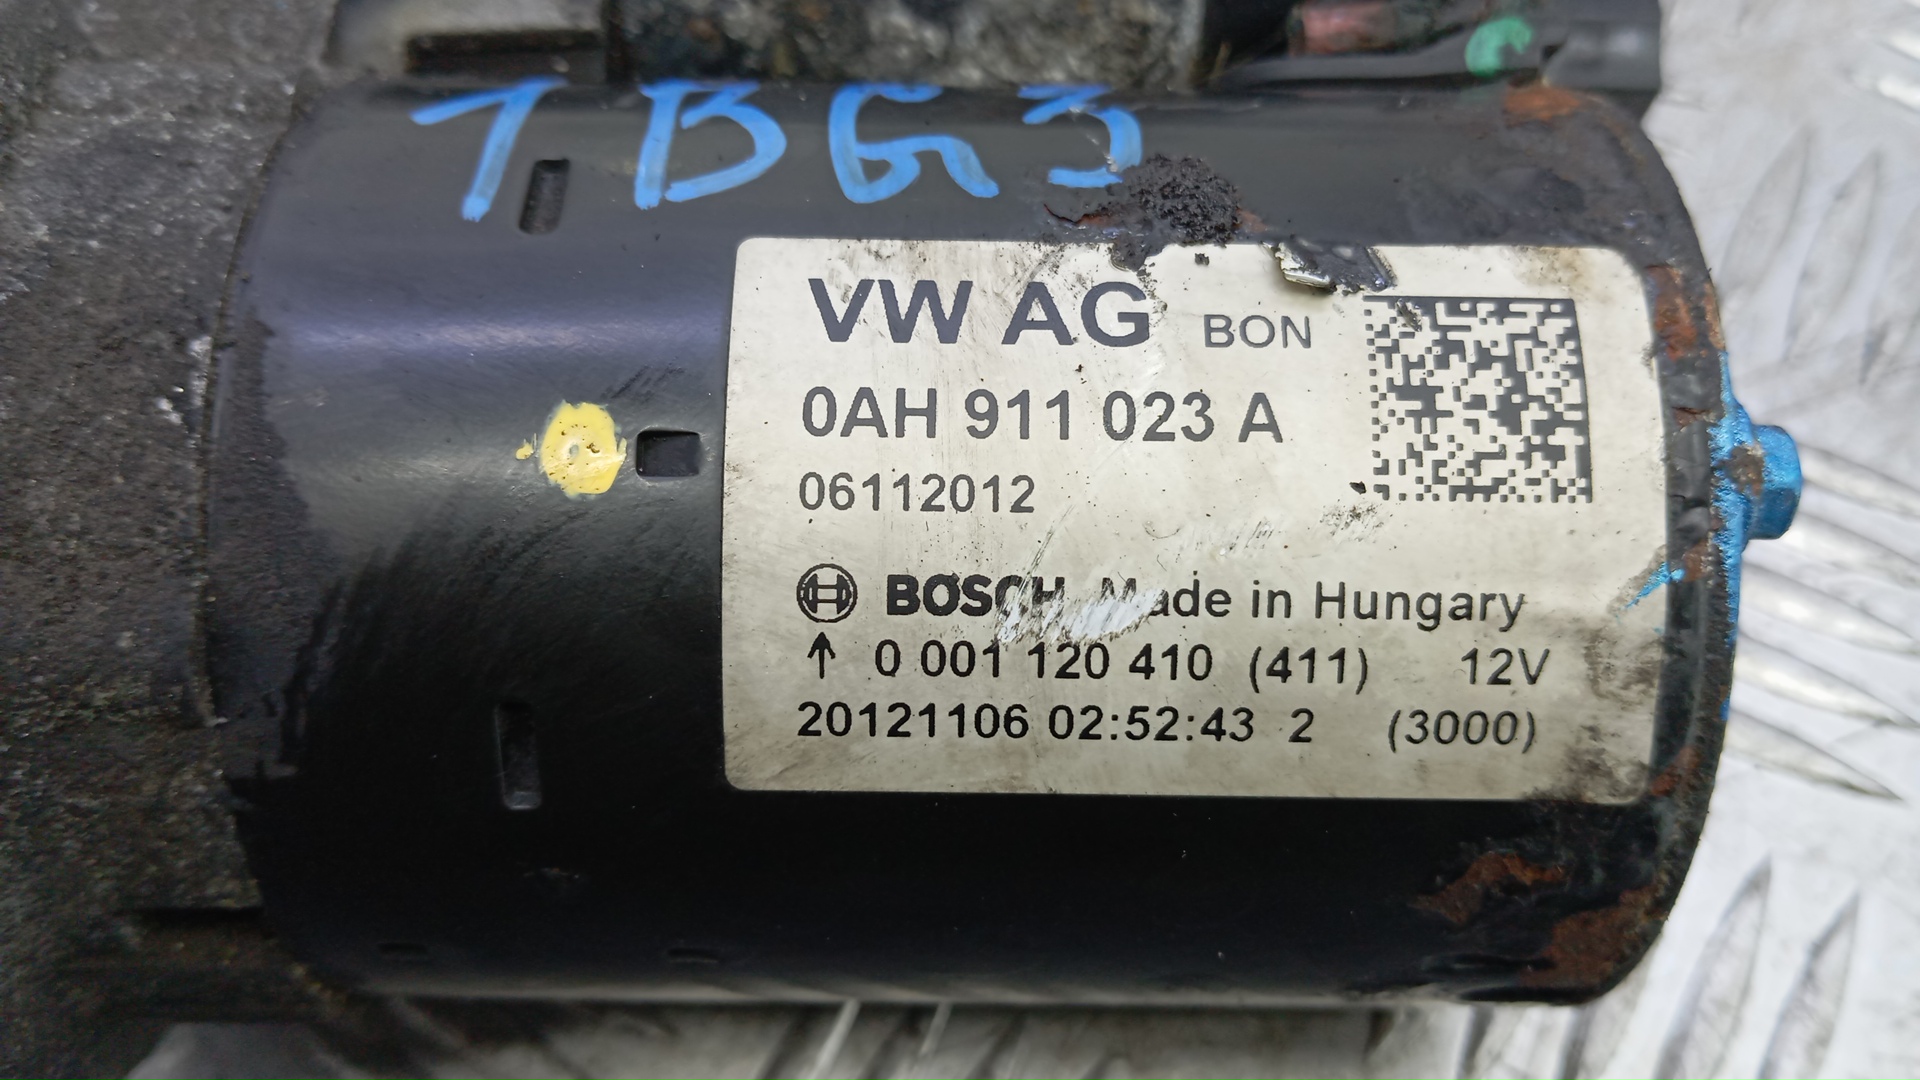 1BG3
VW AG BON
0AH 911 023 A
06112012
BOSCH Made in Hungary
↑ 0 001 120 410 (411) 12V
20121106 02:52:43 2 (3000)